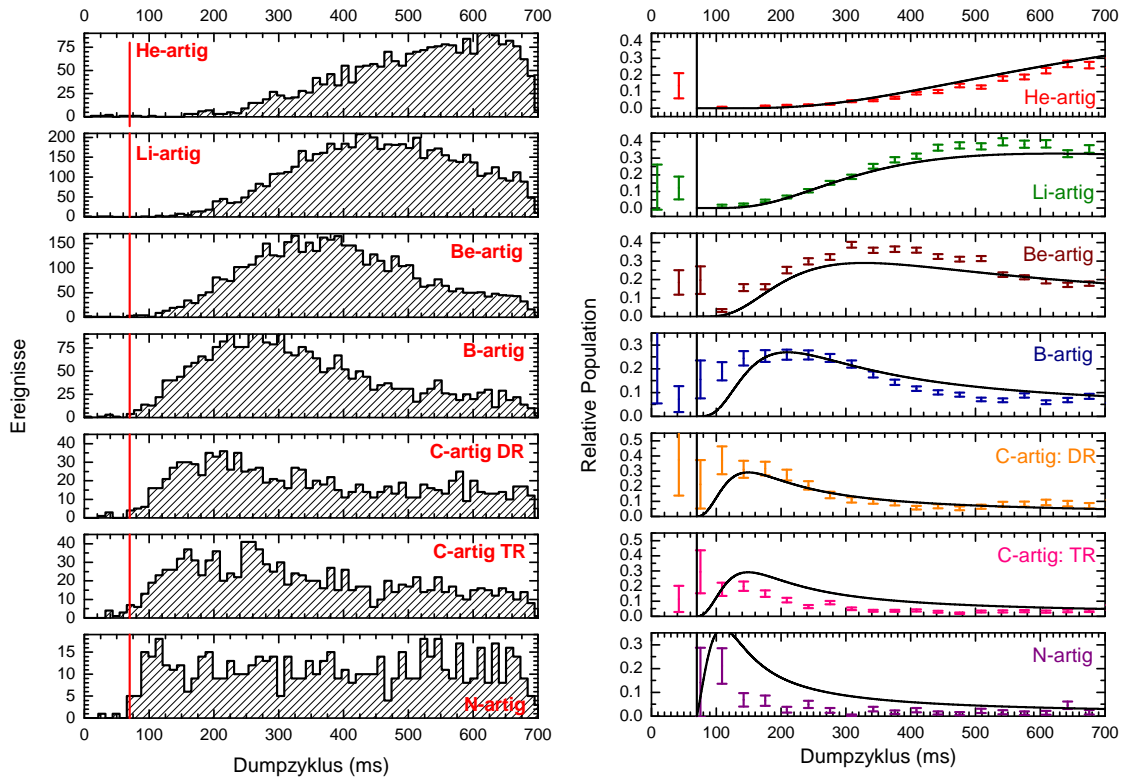 0 100 200 300 400 500 600 700
75
50
25
0
He-artig
200
150
100
50
0
Li-artig
150
100
50
0
Be-artig
75
50
25
0
B-artig
40
30
20
10
0
C-artig DR
40
30
20
10
0
C-artig TR
15
10
5
0
N-artig
0 100 200 300 400 500 600 700
Dumpzyklus (ms)
Ereignisse
0 100 200 300 400 500 600 700
0.4
0.3
0.2
0.1
0.0
He-artig
0.4
0.3
0.2
0.1
0.0
Li-artig
0.4
0.3
0.2
0.1
0.0
Be-artig
0.3
0.2
0.1
0.0
B-artig
0.5
0.3
0.2
0.1
0.0
C-artig: DR
0.5
0.4
0.3
0.2
0.1
0.0
C-artig: TR
0.3
0.2
0.1
0.0
N-artig
0 100 200 300 400 500 600 700
Dumpzyklus (ms)
Relative Population